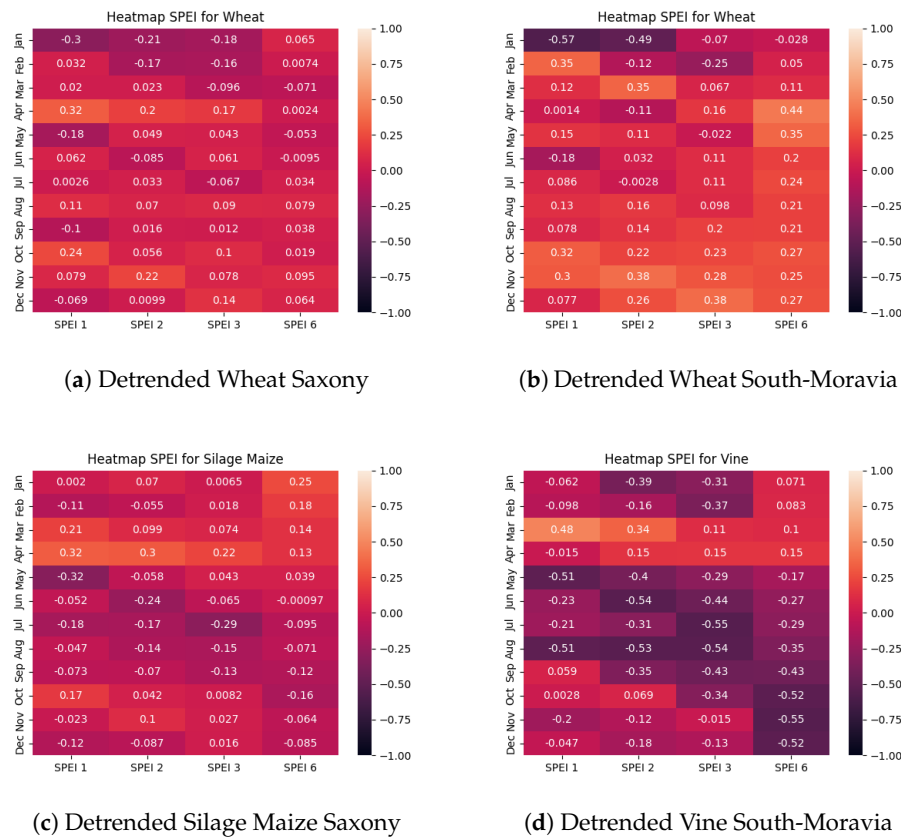 Heatmap SPEI for Wheat
Jan -0.3 -0.21 -0.18 0.065
Feb 0.032 -0.17 -0.16 0.0074
Mar 0.02 0.023 -0.096 -0.071
Apr 0.32 0.2 0.17 0.0024
May -0.18 0.049 0.043 -0.053
Jun 0.062 -0.085 0.061 -0.0095
Jul 0.0026 0.033 -0.067 0.034
Aug 0.11 0.07 0.09 0.079
Sep -0.1 0.016 0.012 0.038
Oct 0.24 0.056 0.1 0.019
Nov 0.079 0.22 0.078 0.095
Dec -0.069 0.0099 0.14 0.064
SPEI 1 SPEI 2 SPEI 3 SPEI 6
1.00
0.75
0.50
0.25
0.00
−0.25
−0.50
−0.75
−1.00
(a) Detrended Wheat Saxony
Heatmap SPEI for Wheat
Jan -0.57 -0.49 -0.07 -0.028
Feb 0.35 -0.12 -0.25 0.05
Mar 0.12 0.35 0.067 0.11
Apr 0.0014 -0.11 0.16 0.44
May 0.15 0.11 -0.022 0.35
Jun -0.18 0.032 0.11 0.2
Jul 0.086 -0.0028 0.11 0.24
Aug 0.13 0.16 0.098 0.21
Sep 0.078 0.14 0.2 0.21
Oct 0.32 0.22 0.23 0.27
Nov 0.3 0.38 0.28 0.25
Dec 0.077 0.26 0.38 0.27
SPEI 1 SPEI 2 SPEI 3 SPEI 6
1.00
0.75
0.50
0.25
0.00
−0.25
−0.50
−0.75
−1.00
(b) Detrended Wheat South-Moravia
Heatmap SPEI for Silage Maize
Jan 0.002 0.07 0.0065 0.25
Feb -0.11 -0.055 0.018 0.18
Mar 0.21 0.099 0.074 0.14
Apr 0.32 0.3 0.22 0.13
May -0.32 -0.058 0.043 0.039
Jun -0.052 -0.24 -0.065 -0.00097
Jul -0.18 -0.17 -0.29 -0.095
Aug -0.047 -0.14 -0.15 -0.071
Sep -0.073 -0.07 -0.13 -0.12
Oct 0.17 0.042 0.0082 -0.16
Nov -0.023 0.1 0.027 -0.064
Dec -0.12 -0.087 0.016 -0.085
SPEI 1 SPEI 2 SPEI 3 SPEI 6
1.00
0.75
0.50
0.25
0.00
−0.25
−0.50
−0.75
−1.00
(c) Detrended Silage Maize Saxony
Heatmap SPEI for Vine
Jan -0.062 -0.39 -0.31 0.071
Feb -0.098 -0.16 -0.37 0.083
Mar 0.48 0.34 0.11 0.1
Apr -0.015 0.15 0.15 0.15
May -0.51 -0.4 -0.29 -0.17
Jun -0.23 -0.54 -0.44 -0.27
Jul -0.21 -0.31 -0.55 -0.29
Aug -0.51 -0.53 -0.54 -0.35
Sep 0.059 -0.35 -0.43 -0.43
Oct 0.0028 0.069 -0.34 -0.52
Nov -0.2 -0.12 -0.015 -0.55
Dec -0.047 -0.18 -0.13 -0.52
SPEI 1 SPEI 2 SPEI 3 SPEI 6
1.00
0.75
0.50
0.25
0.00
−0.25
−0.50
−0.75
−1.00
(d) Detrended Vine South-Moravia